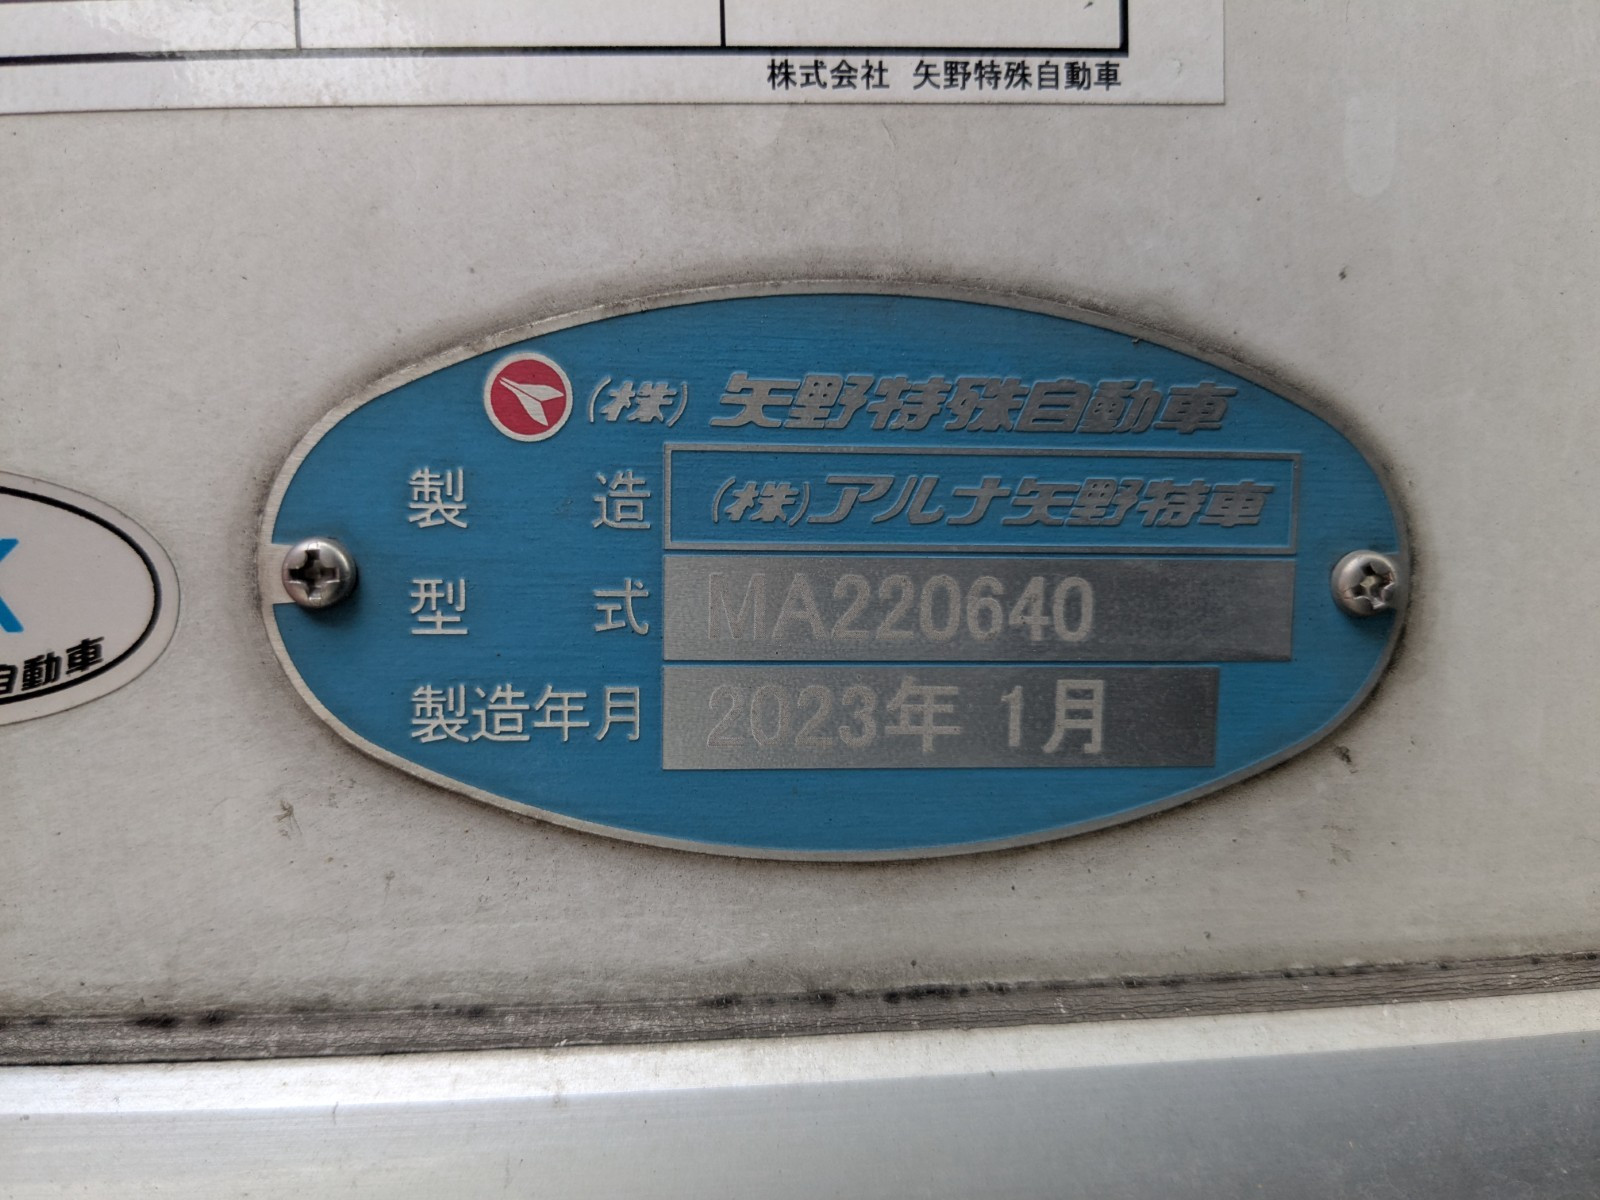 株式会社 矢野特殊自動車
(株) 矢野特殊自動車
製造 (株)アルナ矢野特車
型式 MA220640
製造年月 2023年 1月
自動車